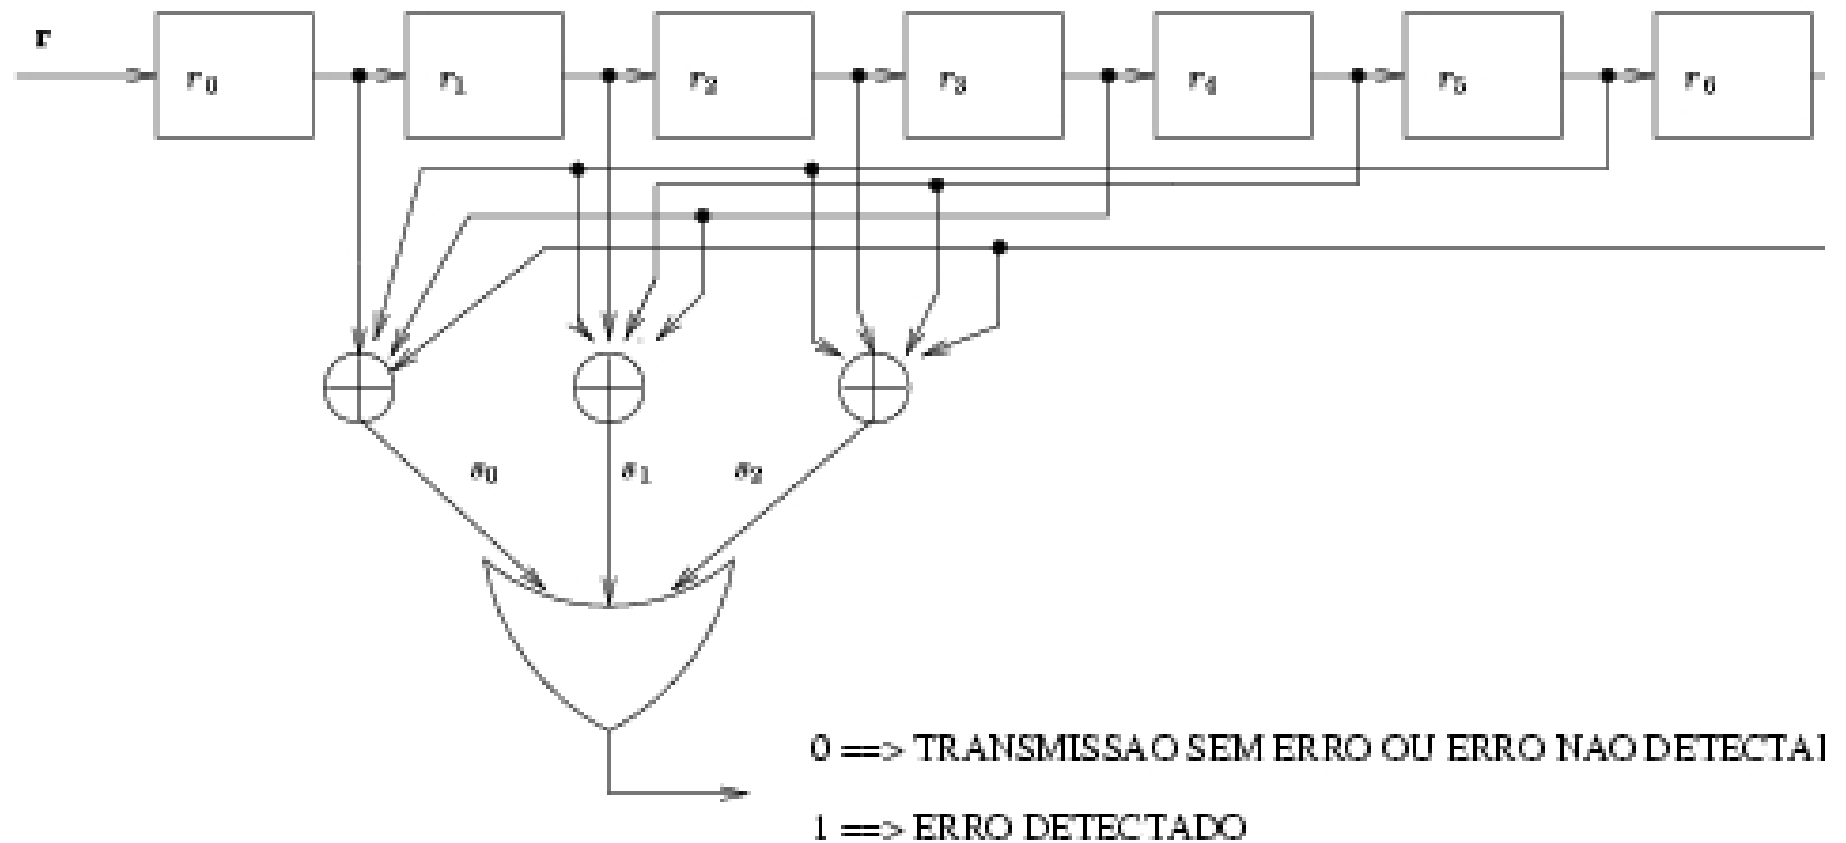 r
r0 r1 r2 r3 r4 r5 r6
s0 s1 s2
0 ==> TRANSMISSAO SEM ERRO OU ERRO NAO DETECTA
1 ==> ERRO DETECTADO